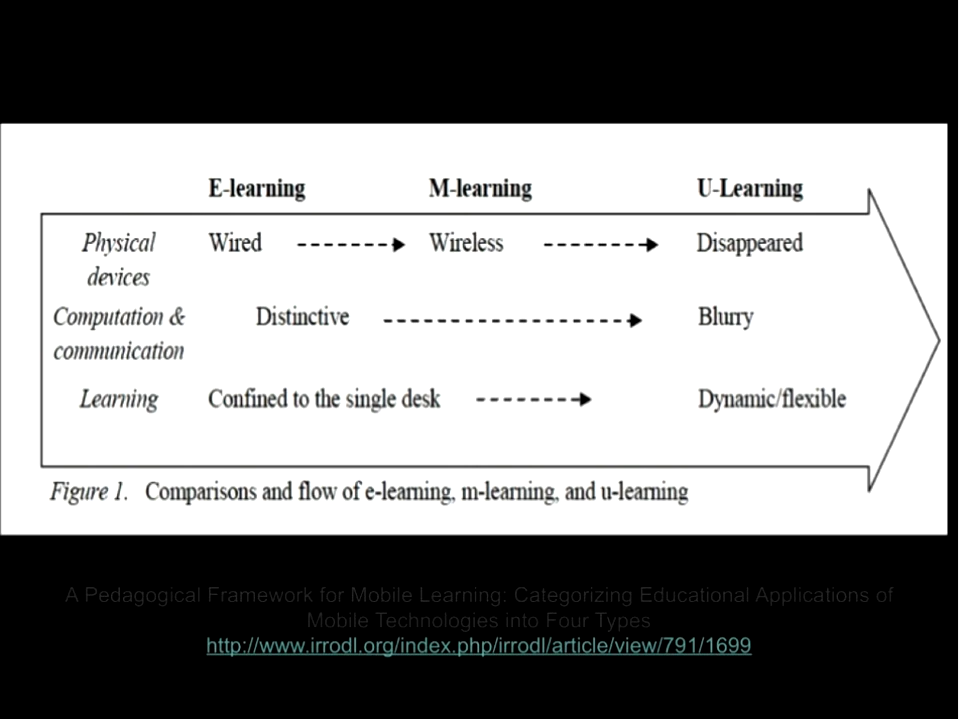 E-learning M-learning U-Learning
Physical Wired Wireless Disappeared
devices
Computation & Distinctive Blurry
communication
Learning Confined to the single desk Dynamic/flexible
Figure 1. Comparisons and flow of e-learning, m-learning, and u-learning
A Pedagogical Framework for Mobile Learning: Categorizing Educational Applications of
Mobile Technologies into Four Types
http://www.irrodl.org/index.php/irrodl/article/view/791/1699